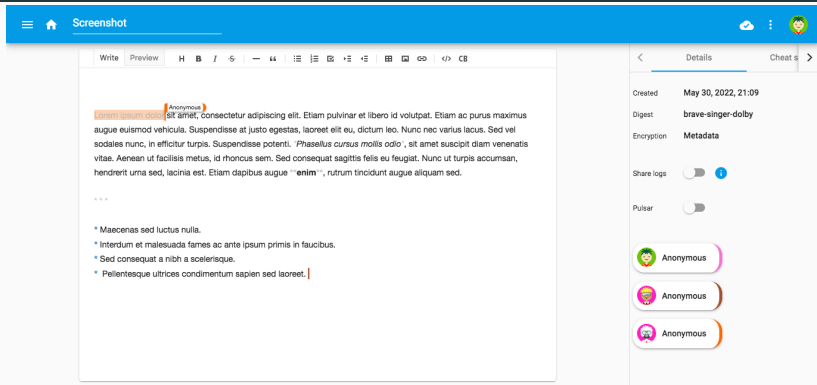 Screenshot
Write Preview H B I S — “ </> CB
Details Cheat s
Anonymous
Lorem ipsum dolor sit amet, consectetur adipiscing elit. Etiam pulvinar et libero id volutpat. Etiam ac purus maximus
augue euismod vehicula. Suspendisse at justo egestas, laoreet elit eu, dictum leo. Nunc nec varius lacus. Sed vel
sodales nunc, in efficitur turpis. Suspendisse potenti. *Phasellus cursus mollis odio*, sit amet suscipit diam venenatis
vitae. Aenean ut facilisis metus, id rhoncus sem. Sed consequat sagittis felis eu feugiat. Nunc ut turpis accumsan,
hendrerit urna sed, lacinia est. Etiam dapibus augue **enim**, rutrum tincidunt augue aliquam sed.
***
* Maecenas sed luctus nulla.
* Interdum et malesuada fames ac ante ipsum primis in faucibus.
* Sed consequat a nibh a scelerisque.
* Pellentesque ultrices condimentum sapien sed laoreet.
Created May 30, 2022, 21:09
Digest brave-singer-dolby
Encryption Metadata
Share logs
Pulsar
Anonymous
Anonymous
Anonymous